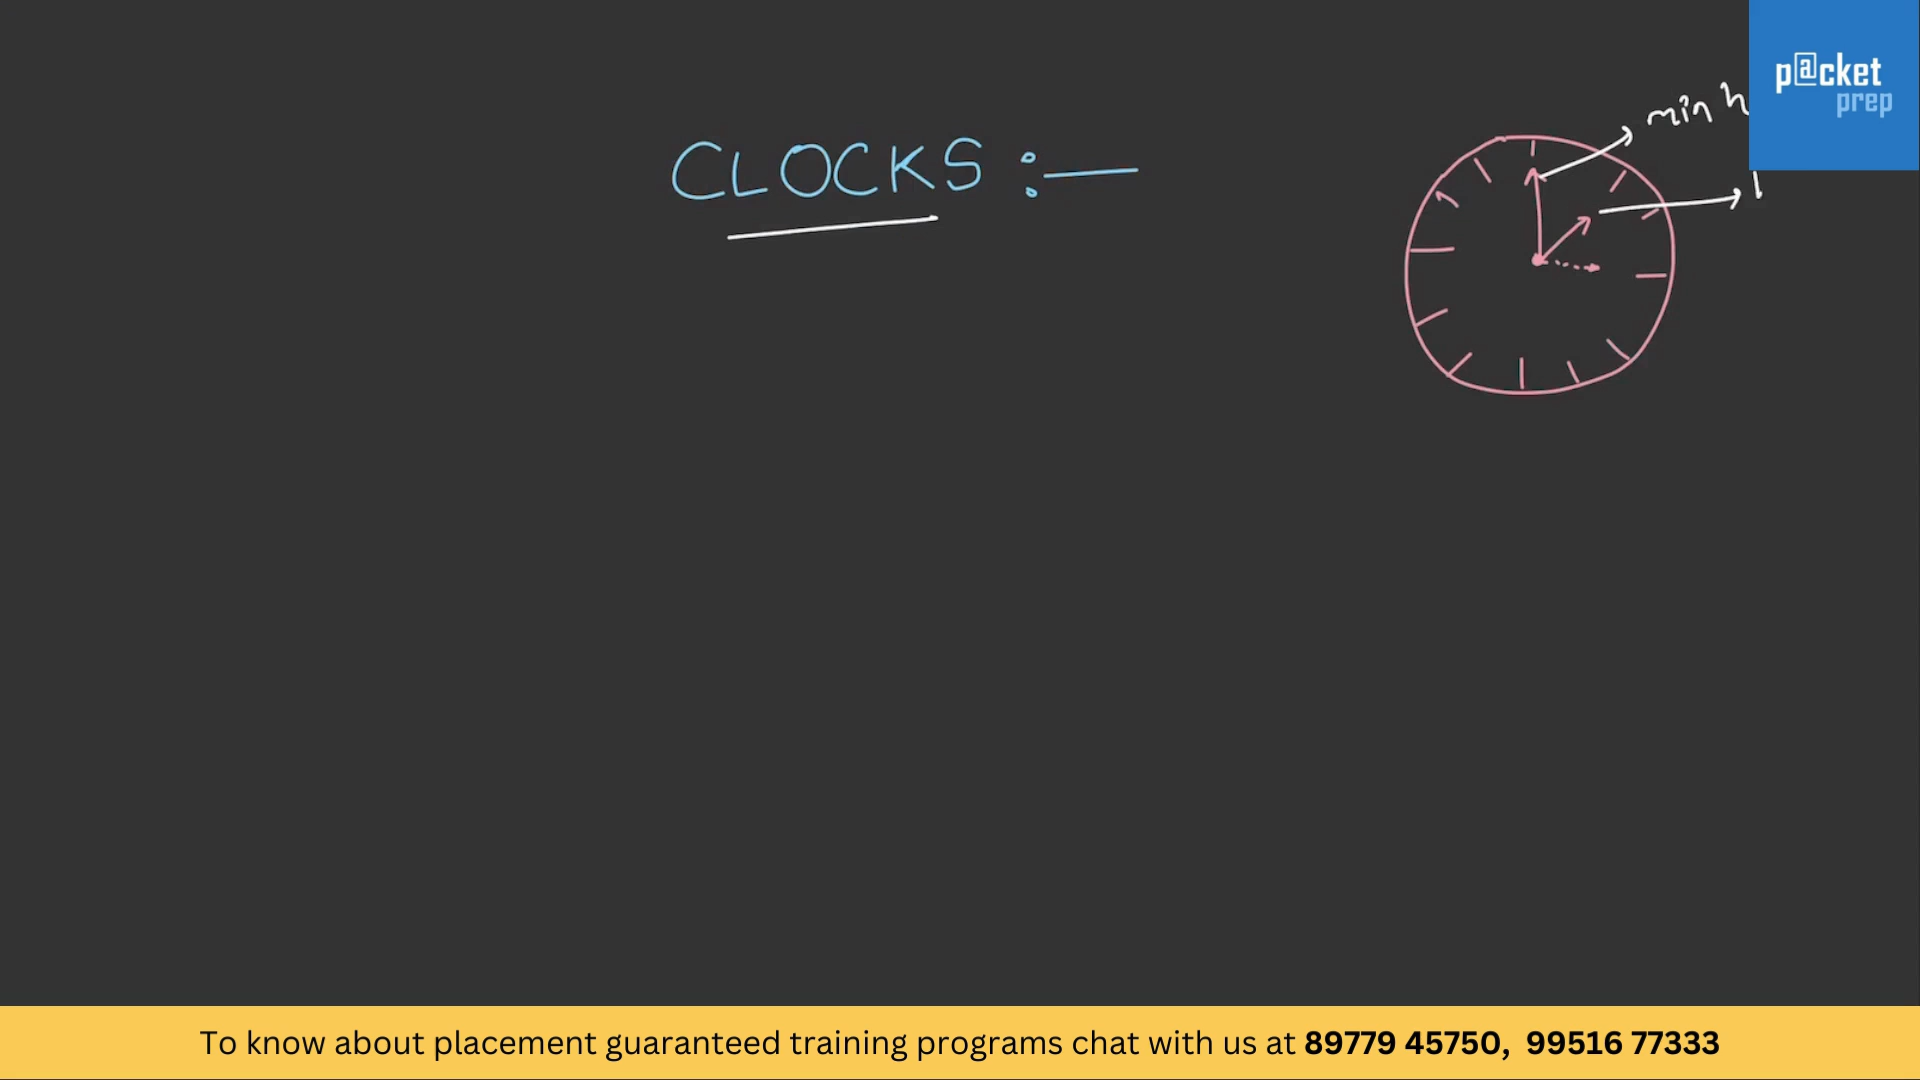 CLOCKS :—
min h
p@cket
prep
To know about placement guaranteed training programs chat with us at 89779 45750, 99516 77333